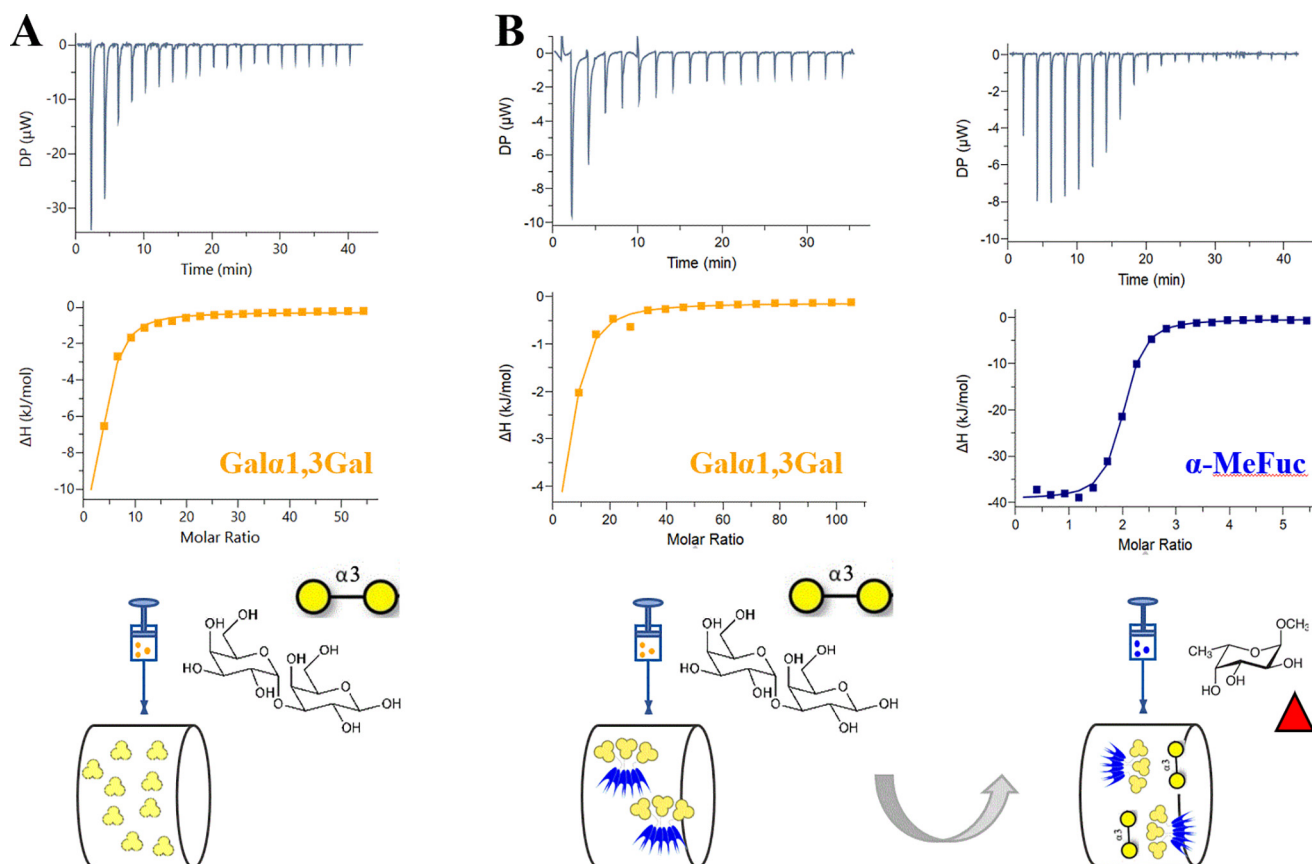 A
0
-10
-20
-30
DP (µW)
0 10 20 30 40
Time (min)
0
-2
-4
-6
-8
-10
ΔH (kJ/mol)
Galα1,3Gal
0 10 20 30 40 50
Molar Ratio
α3
OH
HO
OH
HO
OH
OH
HO
O
O
O
O
OH
OH
B
0
-2
-4
-6
-8
-10
DP (µW)
0 10 20 30
Time (min)
0
-1
-2
-3
-4
ΔH (kJ/mol)
Galα1,3Gal
0 20 40 60 80 100
Molar Ratio
α3
OH
HO
OH
HO
OH
OH
HO
O
O
O
O
OH
OH
0
-2
-4
-6
-8
DP (µW)
0 10 20 30 40
Time (min)
0
-10
-20
-30
-40
ΔH (kJ/mol)
α-MeFuc
0 1 2 3 4 5
Molar Ratio
OCH3
CH3
O
OH
HO
HO
α3
α3